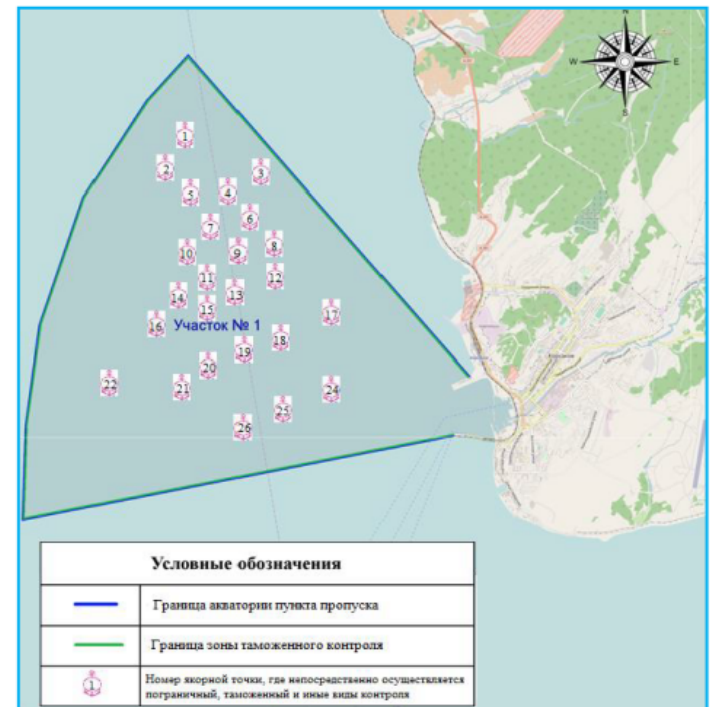 N
W E
S
1
2
3
5 4
6
7
8
9
10
11 12
13
14
15
17
16 Участок № 1
18
19
20
22 21 24
25
26
Условные обозначения
Граница акватории пункта пропуска
Граница зоны таможенного контроля
1 Номер якорной точки, где непосредственно осуществляется
пограничный, таможенный и иные виды контроля